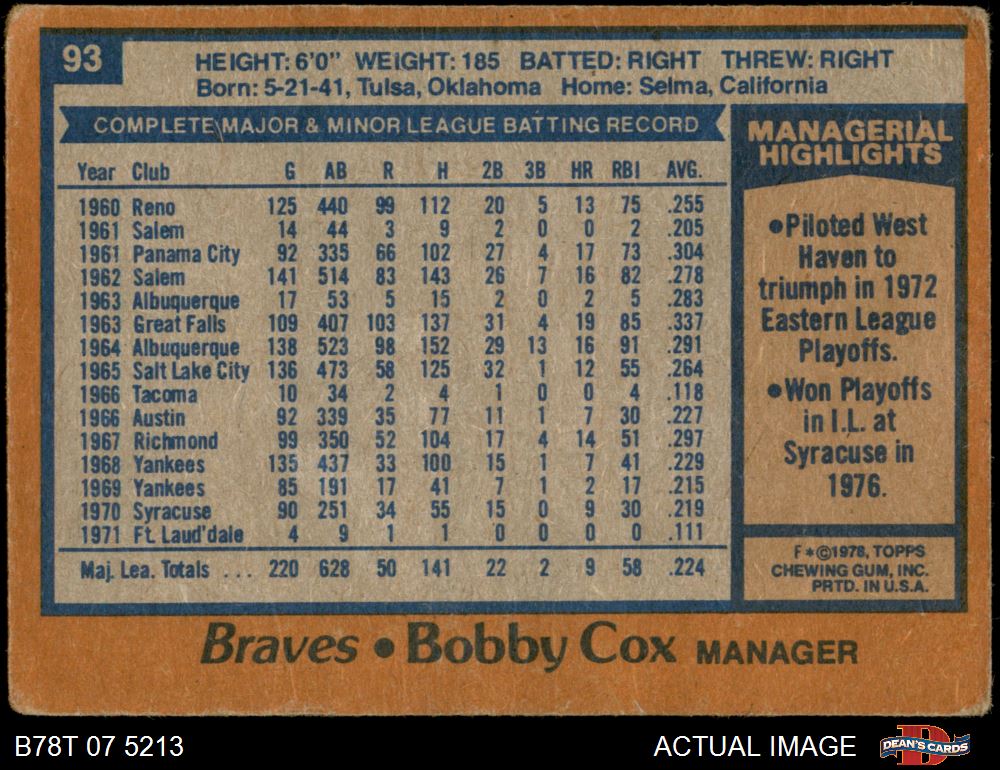 93
HEIGHT: 6'0" WEIGHT: 185 BATTED: RIGHT THREW: RIGHT
Born: 5-21-41, Tulsa, Oklahoma Home: Selma, California
COMPLETE MAJOR & MINOR LEAGUE BATTING RECORD
Year Club G AB R H 2B 3B HR RBI AVG.
1960 Reno 125 440 99 112 20 5 13 75 .255
1961 Salem 14 44 3 9 2 0 0 2 .205
1961 Panama City 92 335 66 102 27 4 17 73 .304
1962 Salem 141 514 83 143 26 7 16 82 .278
1963 Albuquerque 17 53 5 15 2 0 2 5 .283
1963 Great Falls 109 407 103 137 31 4 19 85 .337
1964 Albuquerque 138 523 98 152 29 13 16 91 .291
1965 Salt Lake City 136 473 58 125 32 1 12 55 .264
1966 Tacoma 10 34 2 4 1 0 0 4 .118
1966 Austin 92 339 35 77 11 1 7 30 .227
1967 Richmond 99 350 52 104 17 4 14 51 .297
1968 Yankees 135 437 33 100 15 1 7 41 .229
1969 Yankees 85 191 17 41 7 1 2 17 .215
1970 Syracuse 90 251 34 55 15 0 9 30 .219
1971 Ft. Laud'dale 4 9 1 1 0 0 0 0 .111
Maj. Lea. Totals ... 220 628 50 141 22 2 9 58 .224
MANAGERIAL
HIGHLIGHTS
•Piloted West
Haven to
triumph in 1972
Eastern League
Playoffs.
•Won Playoffs
in I.L. at
Syracuse in
1976.
F*©1978, TOPPS
CHEWING GUM, INC.
PRTD. IN U.S.A.
Braves • Bobby Cox MANAGER
B78T 07 5213
ACTUAL IMAGE
D
DEAN'S CARDS